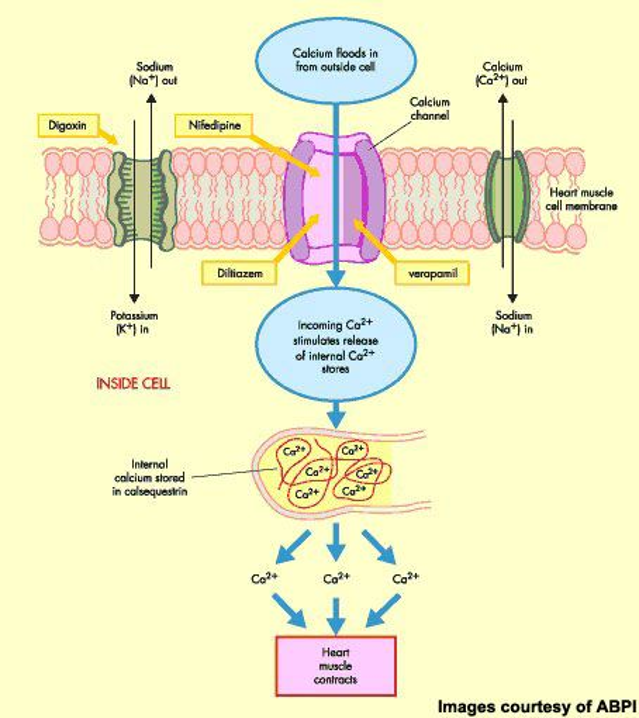 Calcium floods in
from outside cell
Sodium
(Na+) out
Calcium
(Ca2+) out
Calcium
channel
Digoxin
Nifedipine
Heart muscle
cell membrane
Diltiazem
verapamil
Potassium
(K+) in
Incoming Ca2+
stimulates release
of internal Ca2+
stores
Sodium
(Na+) in
INSIDE CELL
Internal
calcium stored
in calsequestrin
Ca2+
Ca2+
Ca2+
Ca2+
Ca2+
Ca2+
Ca2+
Ca2+
Ca2+
Heart
muscle
contracts
Images courtesy of ABPI